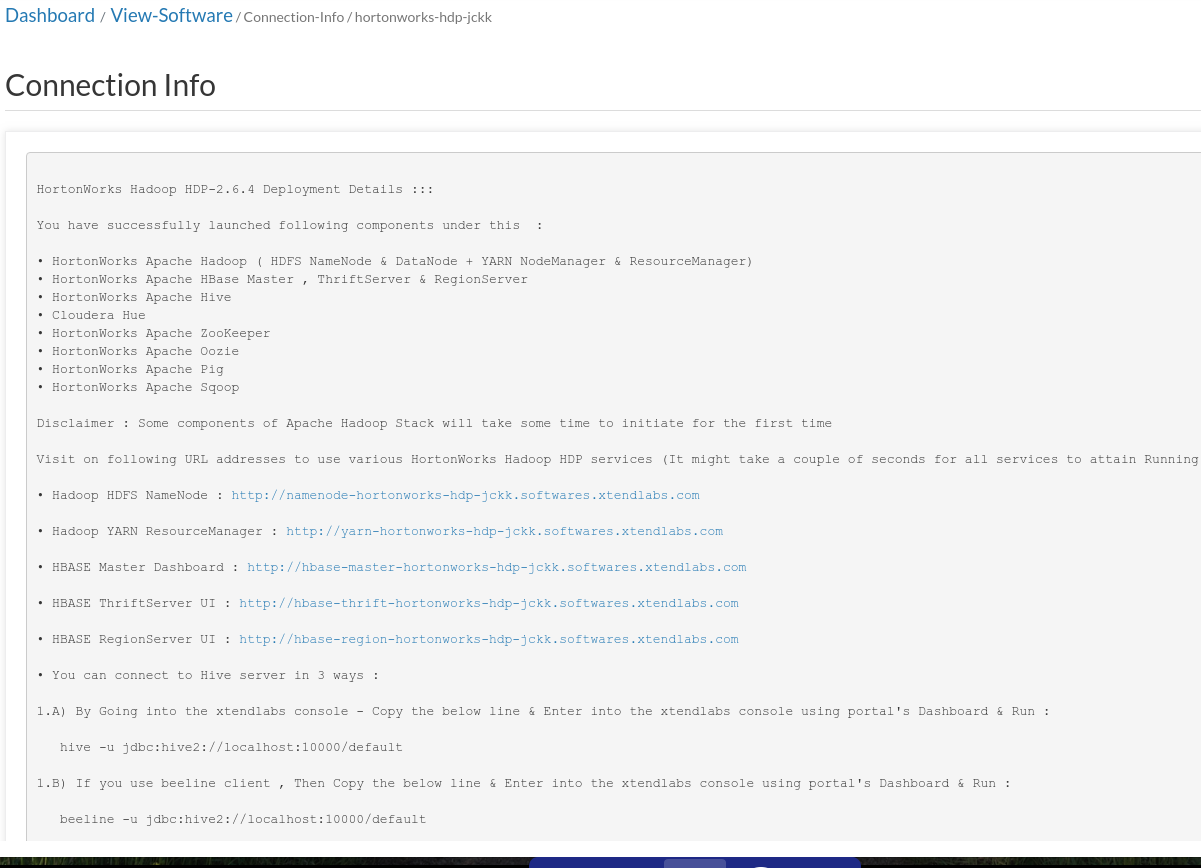 Dashboard / View-Software / Connection-Info / hortonworks-hdp-jckk
Connection Info
HortonWorks Hadoop HDP-2.6.4 Deployment Details :::
You have successfully launched following components under this  :
• HortonWorks Apache Hadoop ( HDFS NameNode & DataNode + YARN NodeManager & ResourceManager)
• HortonWorks Apache HBase Master , ThriftServer & RegionServer
• HortonWorks Apache Hive
• Cloudera Hue
• HortonWorks Apache ZooKeeper
• HortonWorks Apache Oozie
• HortonWorks Apache Pig
• HortonWorks Apache Sqoop
Disclaimer : Some components of Apache Hadoop Stack will take some time to initiate for the first time
Visit on following URL addresses to use various HortonWorks Hadoop HDP services (It might take a couple of seconds for all services to attain Running
• Hadoop HDFS NameNode : http://namenode-hortonworks-hdp-jckk.softwares.xtendlabs.com
• Hadoop YARN ResourceManager : http://yarn-hortonworks-hdp-jckk.softwares.xtendlabs.com
• HBASE Master Dashboard : http://hbase-master-hortonworks-hdp-jckk.softwares.xtendlabs.com
• HBASE ThriftServer UI : http://hbase-thrift-hortonworks-hdp-jckk.softwares.xtendlabs.com
• HBASE RegionServer UI : http://hbase-region-hortonworks-hdp-jckk.softwares.xtendlabs.com
• You can connect to Hive server in 3 ways :
1.A) By Going into the xtendlabs console - Copy the below line & Enter into the xtendlabs console using portal's Dashboard & Run :
hive -u jdbc:hive2://localhost:10000/default
1.B) If you use beeline client , Then Copy the below line & Enter into the xtendlabs console using portal's Dashboard & Run :
beeline -u jdbc:hive2://localhost:10000/default